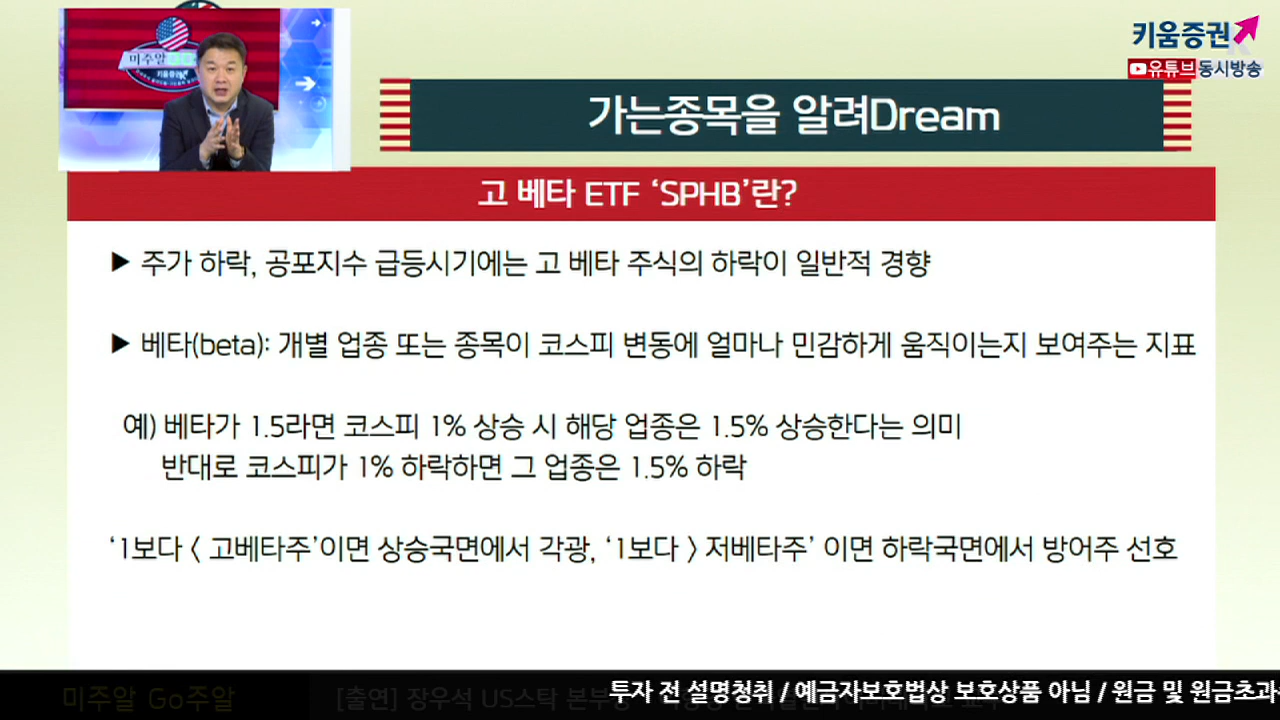 미주알
키움증권
키움증권
유튜브동시방송
가는종목을 알려Dream
고 베타 ETF ‘SPHB’란?
▶ 주가 하락, 공포지수 급등시기에는 고 베타 주식의 하락이 일반적 경향
▶ 베타(beta): 개별 업종 또는 종목이 코스피 변동에 얼마나 민감하게 움직이는지 보여주는 지표
예) 베타가 1.5라면 코스피 1% 상승 시 해당 업종은 1.5% 상승한다는 의미
반대로 코스피가 1% 하락하면 그 업종은 1.5% 하락
‘1보다 < 고베타주’이면 상승국면에서 각광, ‘1보다 > 저베타주’ 이면 하락국면에서 방어주 선호
미주알 Go주알
[출연] 장우석 US스탁 본부장
투자 전 설명청취 / 예금자보호법상 보호상품 아님 / 원금 및 원금초과